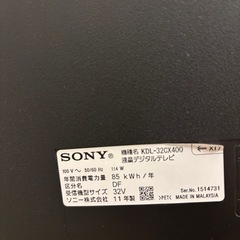 SONY
機種名 KDL-32CX400
液晶デジタルテレビ
100 V ～ 50/60 Hz 114 W
年間消費電力量 85 kWh/年
区分名 DF
受信機型サイズ 32V
ソニー株式会社 11年製
>PET<
MADE IN MALAYSIA
Ser.No.1514731